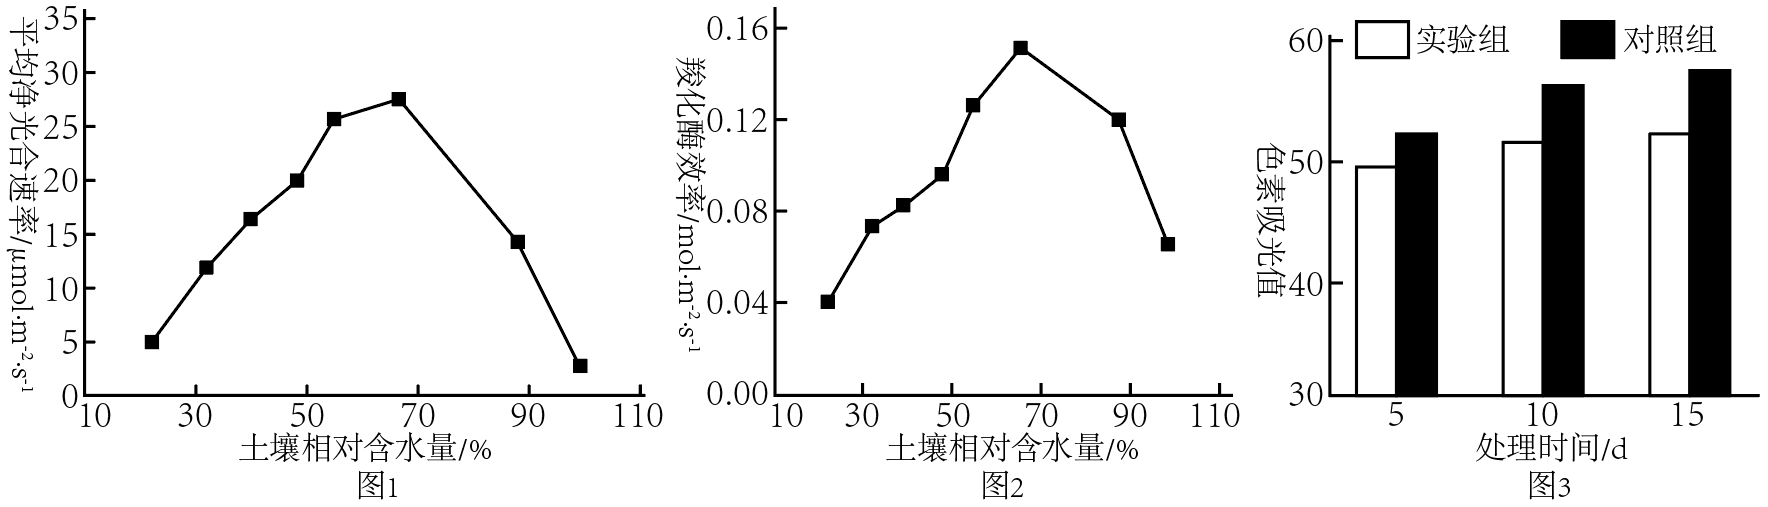 平均净光合速率/μmol·m⁻²·s⁻¹
35
30
25
20
15
10
5
0
10 30 50 70 90 110
土壤相对含水量/%
图1
羧化酶效率/mol·m⁻²·s⁻¹
0.16
0.12
0.08
0.04
0.00
10 30 50 70 90 110
土壤相对含水量/%
图2
实验组 对照组
色素吸光值
60
50
40
30
5 10 15
处理时间/d
图3